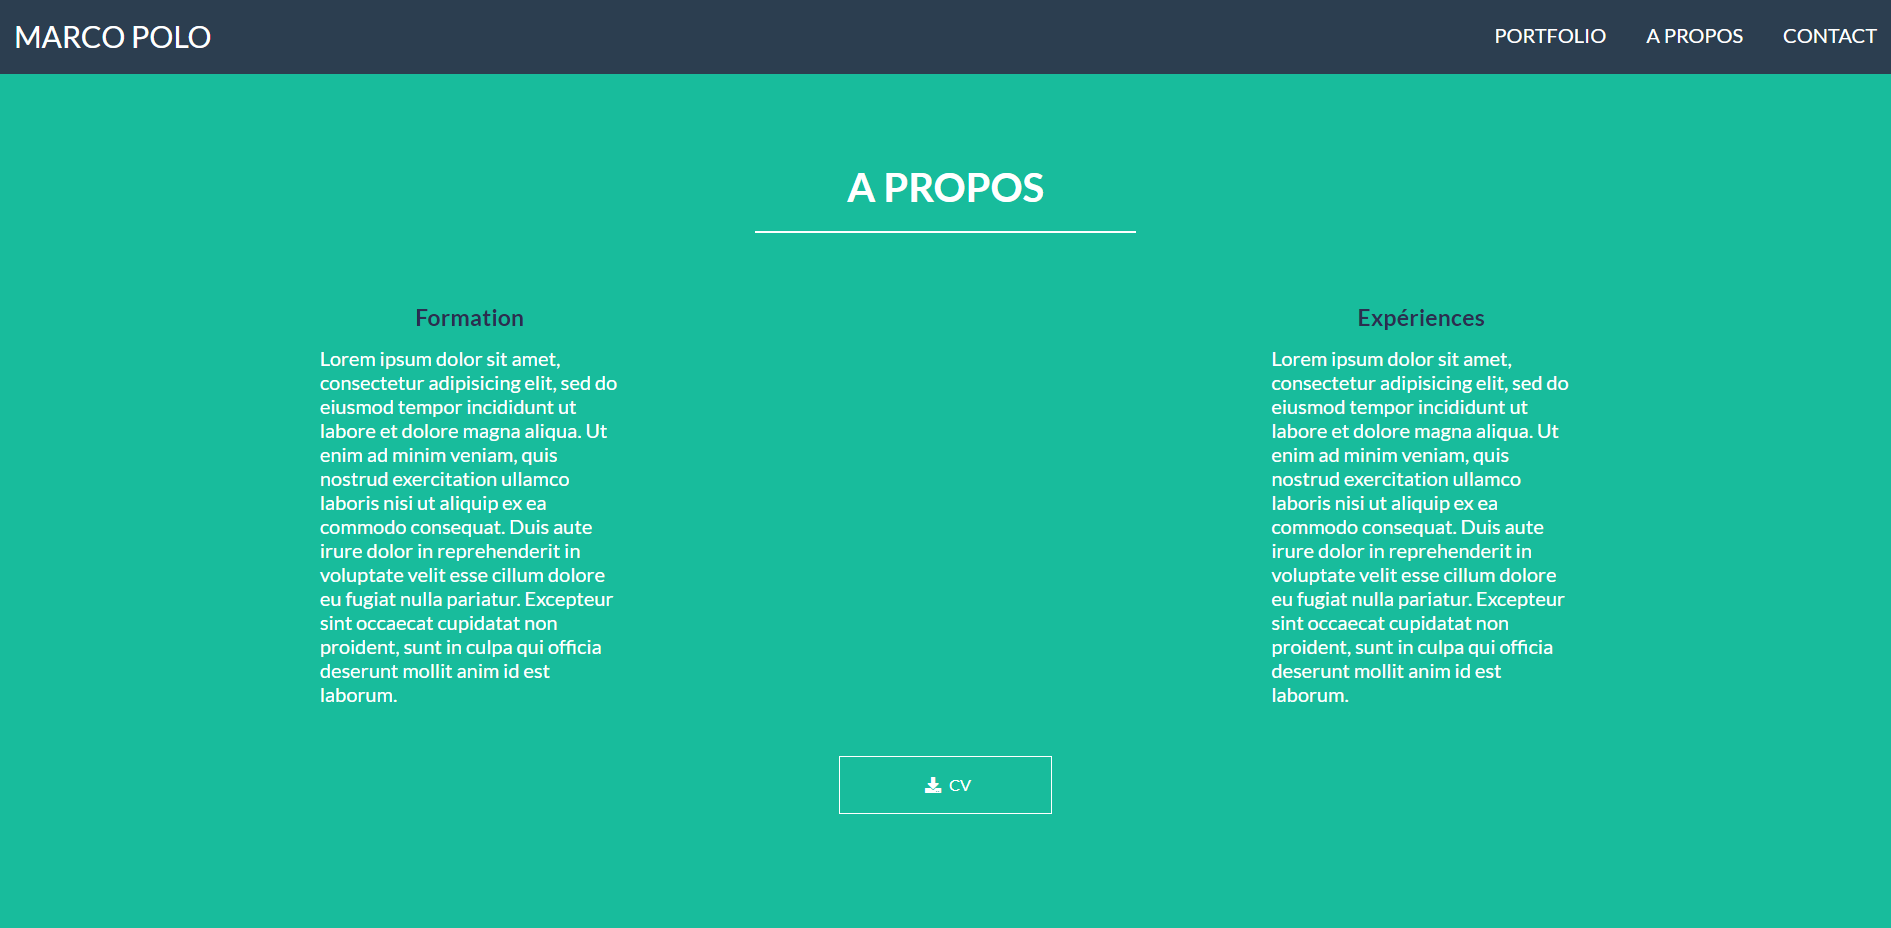 MARCO POLO
PORTFOLIO
A PROPOS
CONTACT
A PROPOS
Formation
Lorem ipsum dolor sit amet,
consectetur adipisicing elit, sed do
eiusmod tempor incididunt ut
labore et dolore magna aliqua. Ut
enim ad minim veniam, quis
nostrud exercitation ullamco
laboris nisi ut aliquip ex ea
commodo consequat. Duis aute
irure dolor in reprehenderit in
voluptate velit esse cillum dolore
eu fugiat nulla pariatur. Excepteur
sint occaecat cupidatat non
proident, sunt in culpa qui officia
deserunt mollit anim id est
laborum.
Expériences
Lorem ipsum dolor sit amet,
consectetur adipisicing elit, sed do
eiusmod tempor incididunt ut
labore et dolore magna aliqua. Ut
enim ad minim veniam, quis
nostrud exercitation ullamco
laboris nisi ut aliquip ex ea
commodo consequat. Duis aute
irure dolor in reprehenderit in
voluptate velit esse cillum dolore
eu fugiat nulla pariatur. Excepteur
sint occaecat cupidatat non
proident, sunt in culpa qui officia
deserunt mollit anim id est
laborum.
CV